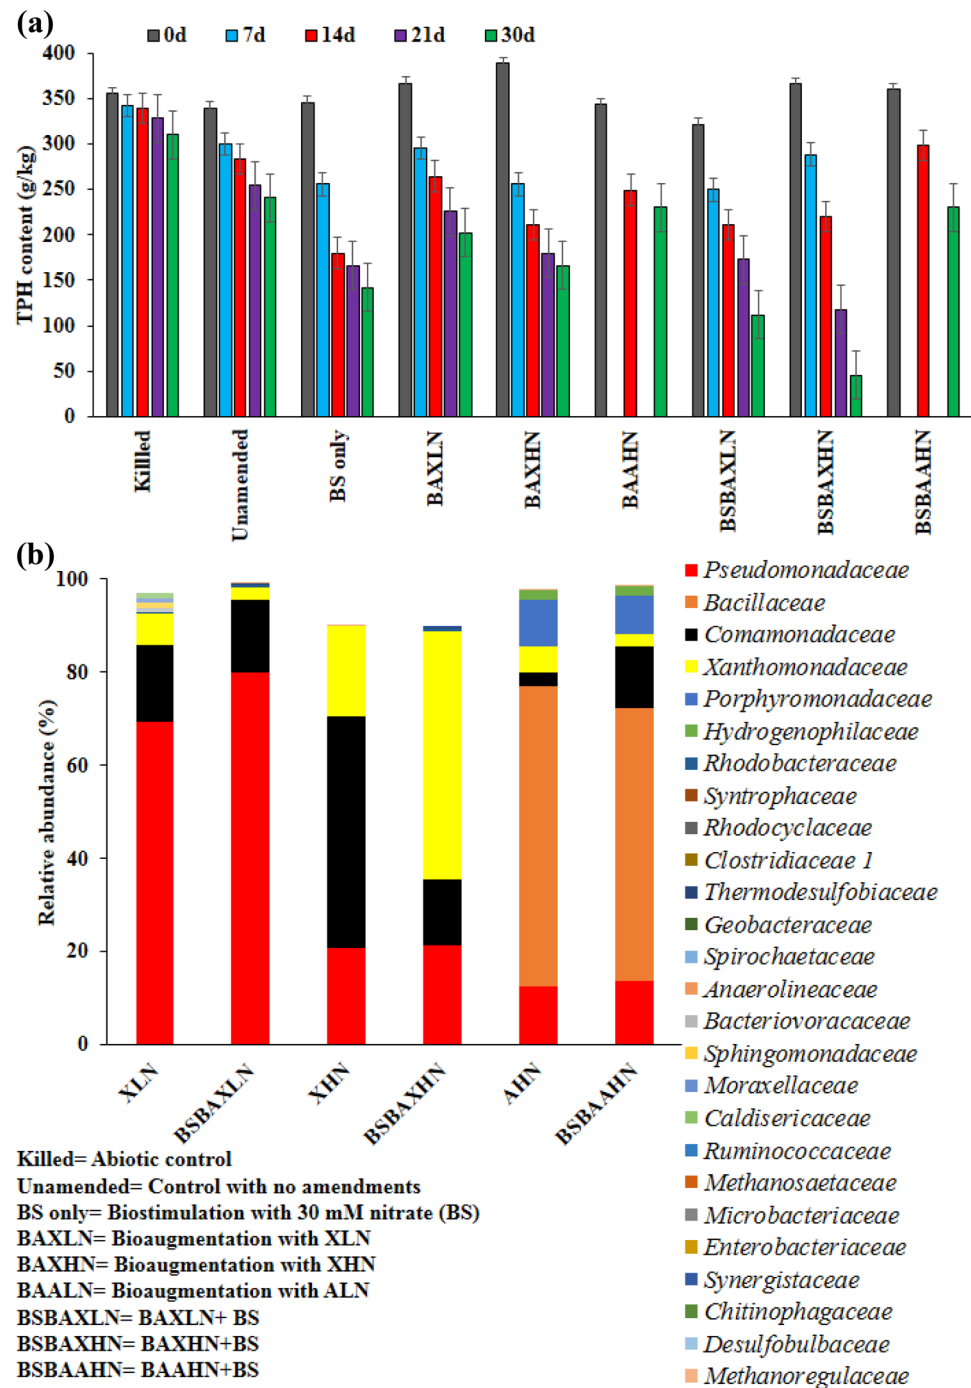 (a)
0d 7d 14d 21d 30d
TPH content (g/kg)
400
350
300
250
200
150
100
50
0
Killled
Unamended
BS only
BAXLN
BAXHN
BAAHN
BSBAXLN
BSBAXHN
BSBAAHN
(b)
Relative abundance (%)
100
80
60
40
20
0
XLN
BSBAXLN
XHN
BSBAXHN
AHN
BSBAAHN
Pseudomonadaceae
Bacillaceae
Comamonadaceae
Xanthomonadaceae
Porphyromonadaceae
Hydrogenophilaceae
Rhodobacteraceae
Syntrophaceae
Rhodocyclaceae
Clostridiaceae 1
Thermodesulfobiaceae
Geobacteraceae
Spirochaetaceae
Anaerolineaceae
Bacteriovoracaceae
Sphingomonadaceae
Moraxellaceae
Caldisericaceae
Ruminococcaceae
Methanosaetaceae
Microbacteriaceae
Enterobacteriaceae
Synergistaceae
Chitinophagaceae
Desulfobulbaceae
Methanoregulaceae
Killed= Abiotic control
Unamended= Control with no amendments
BS only= Biostimulation with 30 mM nitrate (BS)
BAXLN= Bioaugmentation with XLN
BAXHN= Bioaugmentation with XHN
BAALN= Bioaugmentation with ALN
BSBAXLN= BAXLN+ BS
BSBAXHN= BAXHN+BS
BSBAAHN= BAAHN+BS